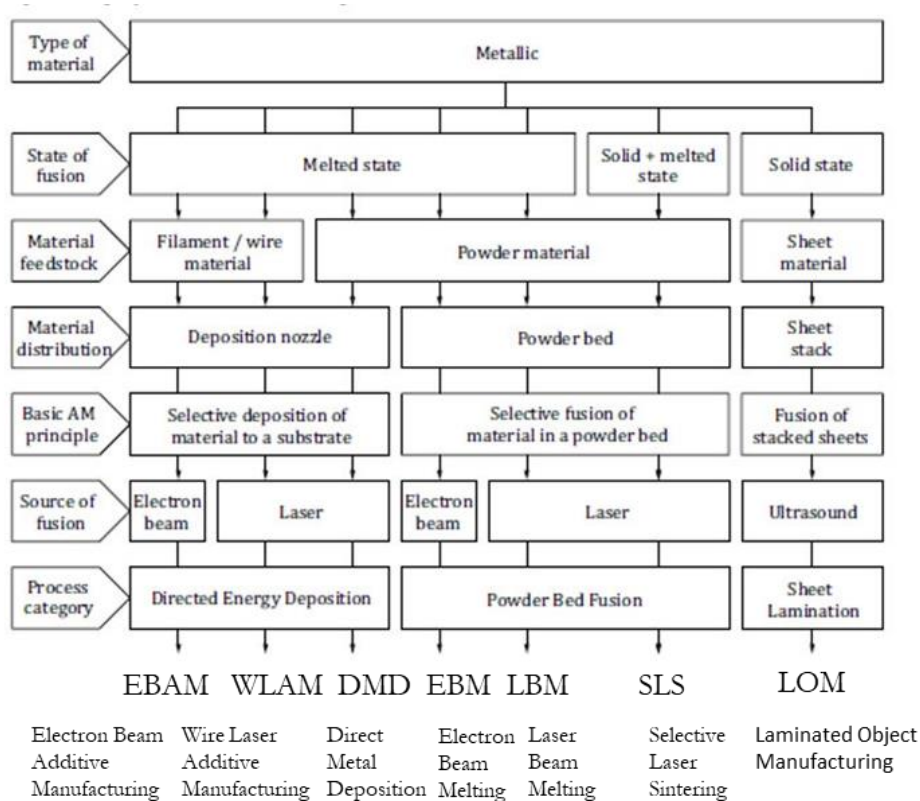 Type of
material
Metallic
State of
fusion
Melted state
Solid + melted
state
Solid state
Material
feedstock
Filament / wire
material
Powder material
Sheet
material
Material
distribution
Deposition nozzle
Powder bed
Sheet
stack
Basic AM
principle
Selective deposition of
material to a substrate
Selective fusion of
material in a powder bed
Fusion of
stacked sheets
Source of
fusion
Electron
beam
Laser
Electron
beam
Laser
Ultrasound
Process
category
Directed Energy Deposition
Powder Bed Fusion
Sheet
Lamination
EBAM WLAM DMD EBM LBM SLS LOM
Electron Beam
Additive
Manufacturing
Wire Laser
Additive
Manufacturing
Direct
Metal
Deposition
Electron
Beam
Melting
Laser
Beam
Melting
Selective
Laser
Sintering
Laminated Object
Manufacturing